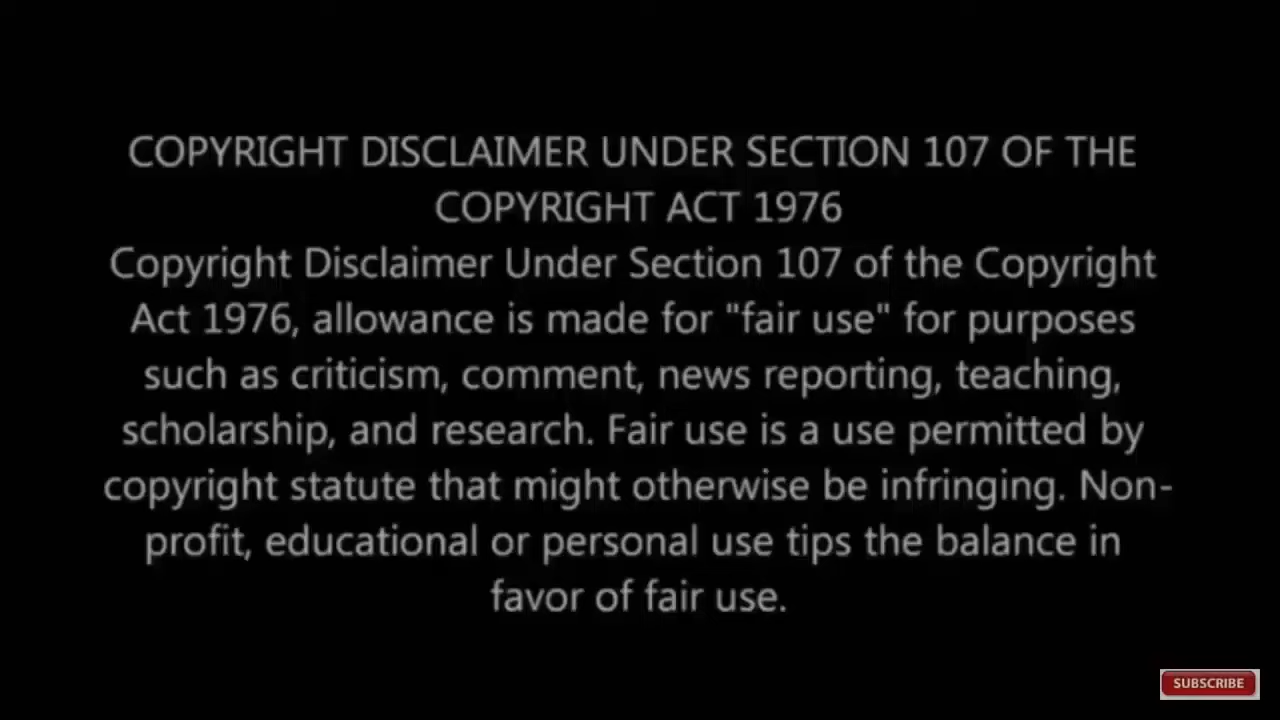 COPYRIGHT DISCLAIMER UNDER SECTION 107 OF THE
COPYRIGHT ACT 1976
Copyright Disclaimer Under Section 107 of the Copyright
Act 1976, allowance is made for "fair use" for purposes
such as criticism, comment, news reporting, teaching,
scholarship, and research. Fair use is a use permitted by
copyright statute that might otherwise be infringing. Non-
profit, educational or personal use tips the balance in
favor of fair use.
SUBSCRIBE